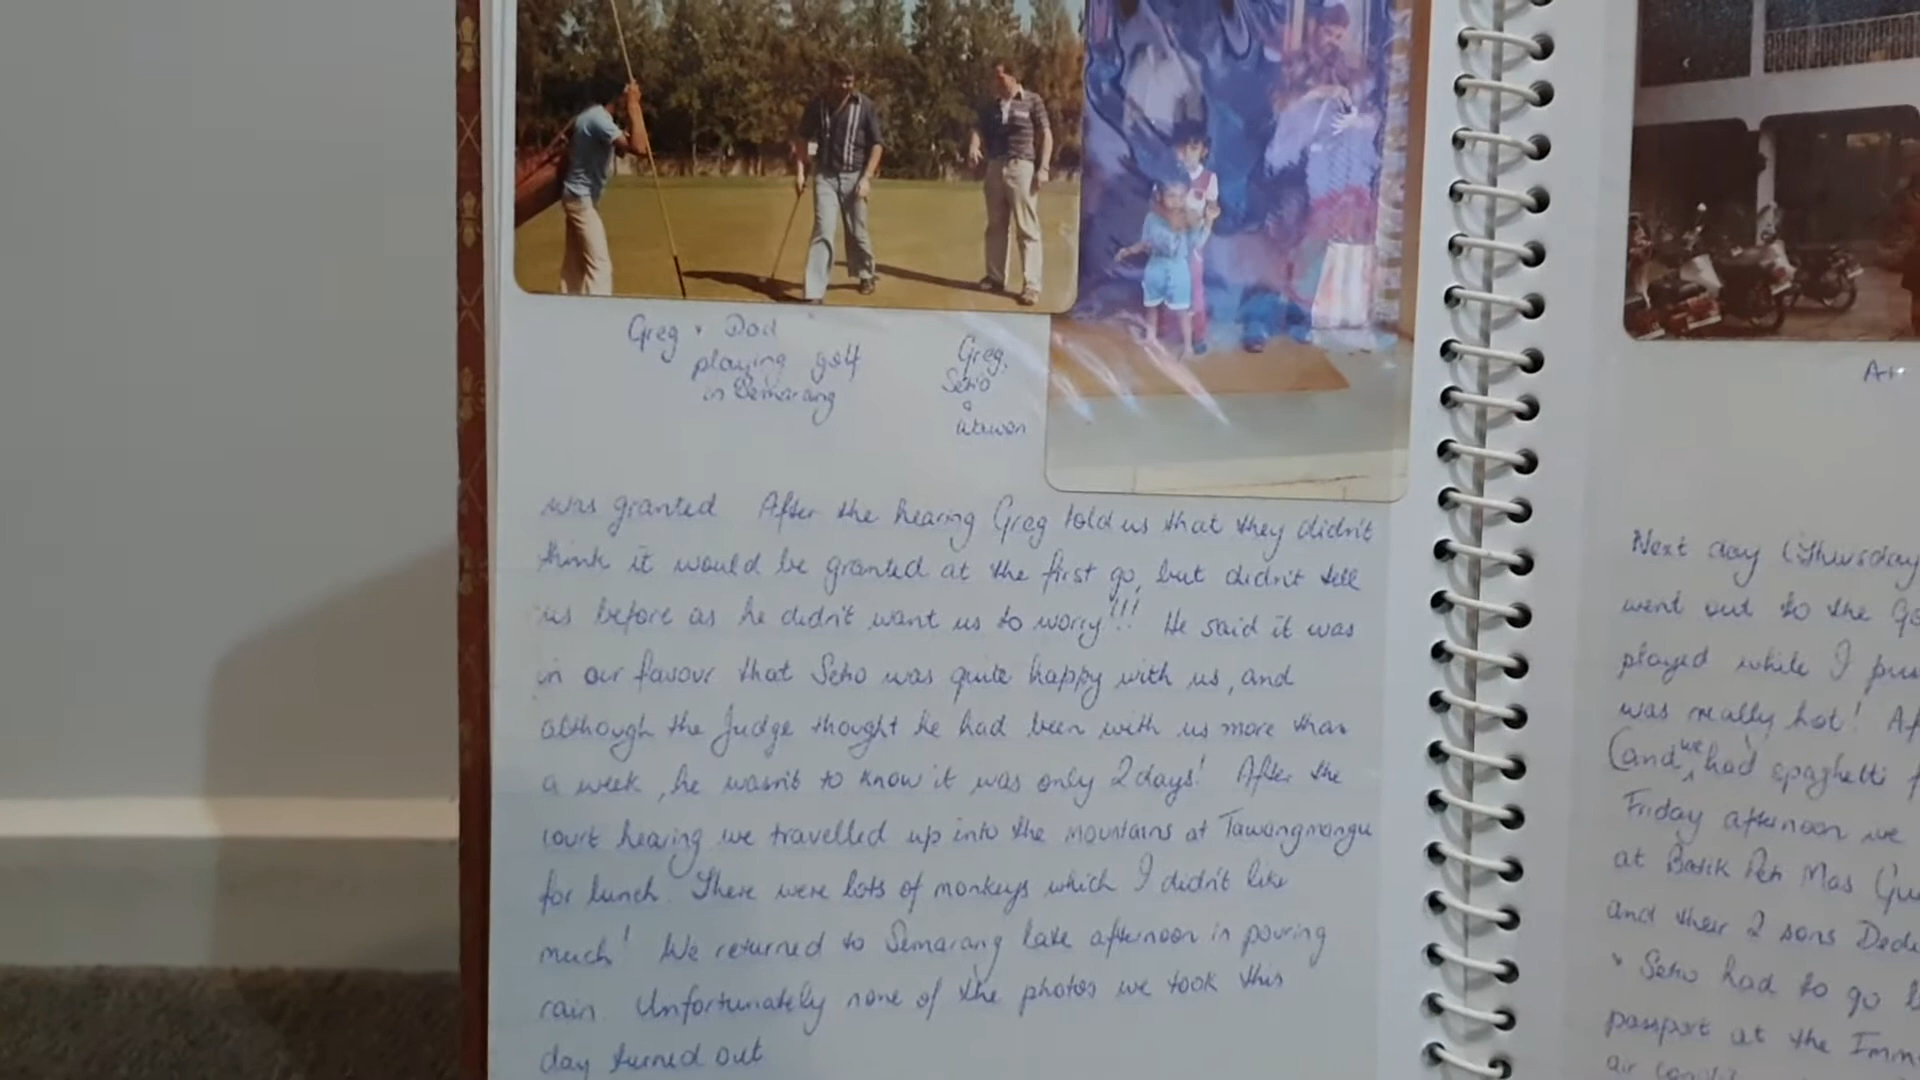 Greg + Dad
playing golf
in Semarang
Greg,
Seto
&
Wawan
was granted After the hearing Greg told us that they didn't
think it would be granted at the first go, but didn't tell
us before as he didn't want us to worry!!! He said it was
in our favour that Seto was quite happy with us, and
although the Judge thought he had been with us more than
a week, he wasn't to know it was only 2 days! After the
court hearing we travelled up into the mountains at Tawangmangu
for lunch. There were lots of monkeys which I didn't like
much! We returned to Semarang late afternoon in pouring
rain. Unfortunately none of the photos we took this
day turned out
Next day (Thursday
went out to the
played while I
was really hot!
(and we had spaghetti
Friday afternoon we
at Batik Mas
and their 2 sons
+ Seto had to go
passport at the
air